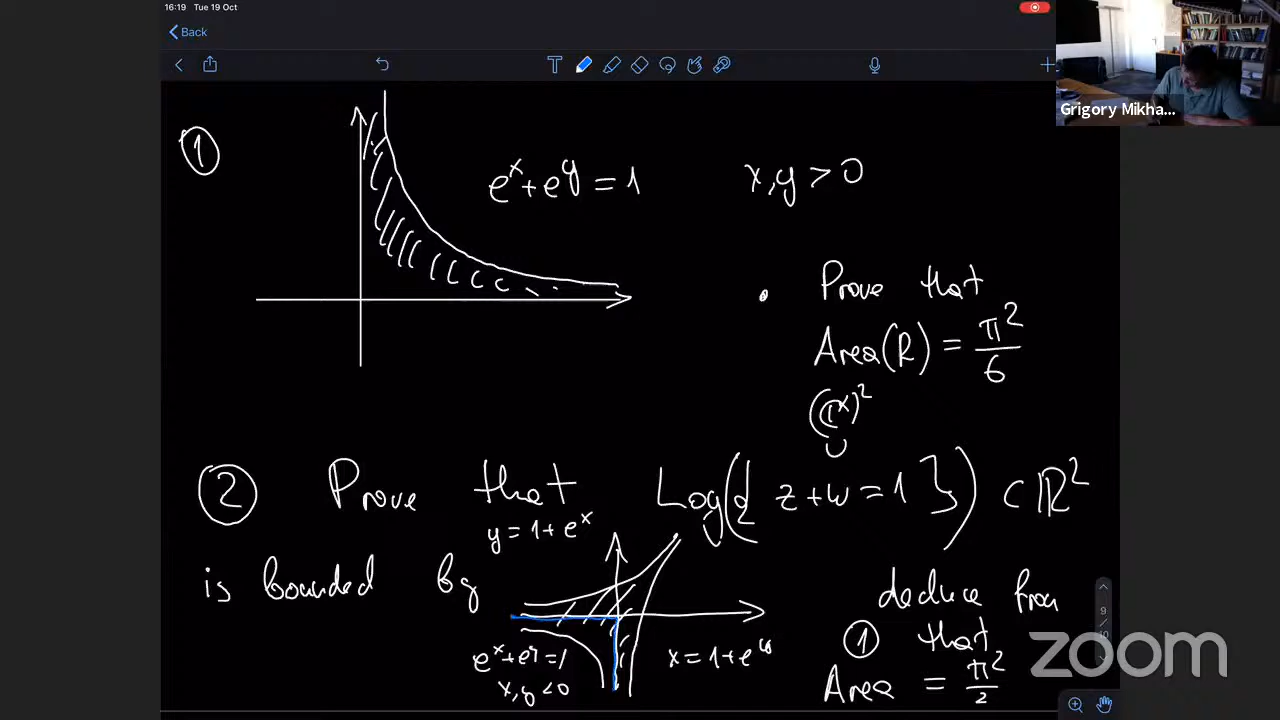 16:19 Tue 19 Oct
Back
Grigory Mikha...
①
e^x + e^y = 1
x, y > 0
• Prove that
Area(R) = π²/6
② Prove that Log({ z + w = 1 }) ⊂ ℝ²
y = 1 + e^x
is bounded by
e^x + e^y = 1
x, y < 0
x = 1 + e^y
deduce from
① that
Area = π²/2
9
zoom